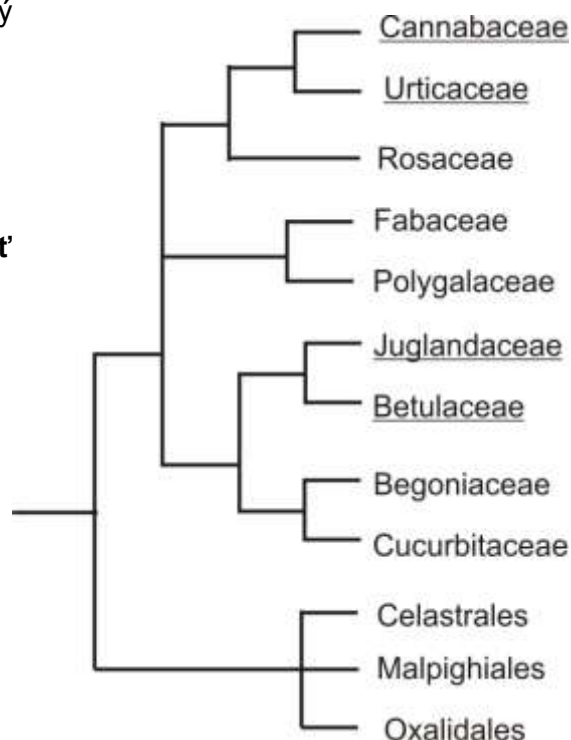 ý
Cannabaceae
Urticaceae
Rosaceae
ť
Fabaceae
Polygalaceae
Juglandaceae
Betulaceae
Begoniaceae
Cucurbitaceae
Celastrales
Malpighiales
Oxalidales